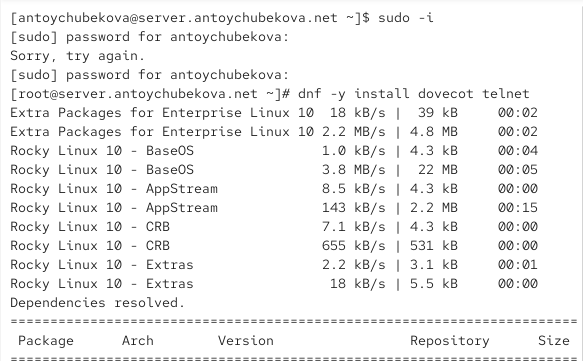 [antoychubekova@server.antoychubekova.net ~]$ sudo -i
[sudo] password for antoychubekova:
Sorry, try again.
[sudo] password for antoychubekova:
[root@server.antoychubekova.net ~]# dnf -y install dovecot telnet
Extra Packages for Enterprise Linux 10  18 kB/s |  39 kB     00:02
Extra Packages for Enterprise Linux 10 2.2 MB/s | 4.8 MB     00:02
Rocky Linux 10 - BaseOS                1.0 kB/s | 4.3 kB     00:04
Rocky Linux 10 - BaseOS                3.8 MB/s |  22 MB     00:05
Rocky Linux 10 - AppStream             8.5 kB/s | 4.3 kB     00:00
Rocky Linux 10 - AppStream             143 kB/s | 2.2 MB     00:15
Rocky Linux 10 - CRB                   7.1 kB/s | 4.3 kB     00:00
Rocky Linux 10 - CRB                   655 kB/s | 531 kB     00:00
Rocky Linux 10 - Extras                2.2 kB/s | 3.1 kB     00:01
Rocky Linux 10 - Extras                 18 kB/s | 5.5 kB     00:00
Dependencies resolved.
======================================================================
 Package      Arch        Version                 Repository      Size
======================================================================